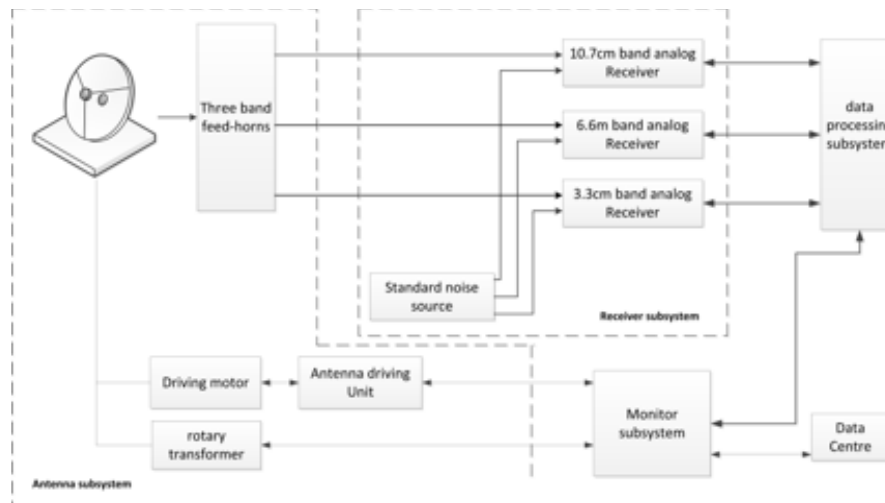 Three band
feed-horns
10.7cm band analog
Receiver
6.6m band analog
Receiver
3.3cm band analog
Receiver
data
processin
subsysten
Standard noise
source
Receiver subsystem
Driving motor
Antenna driving
Unit
rotary
transformer
Monitor
subsystem
Data
Centre
Antenna subsystem